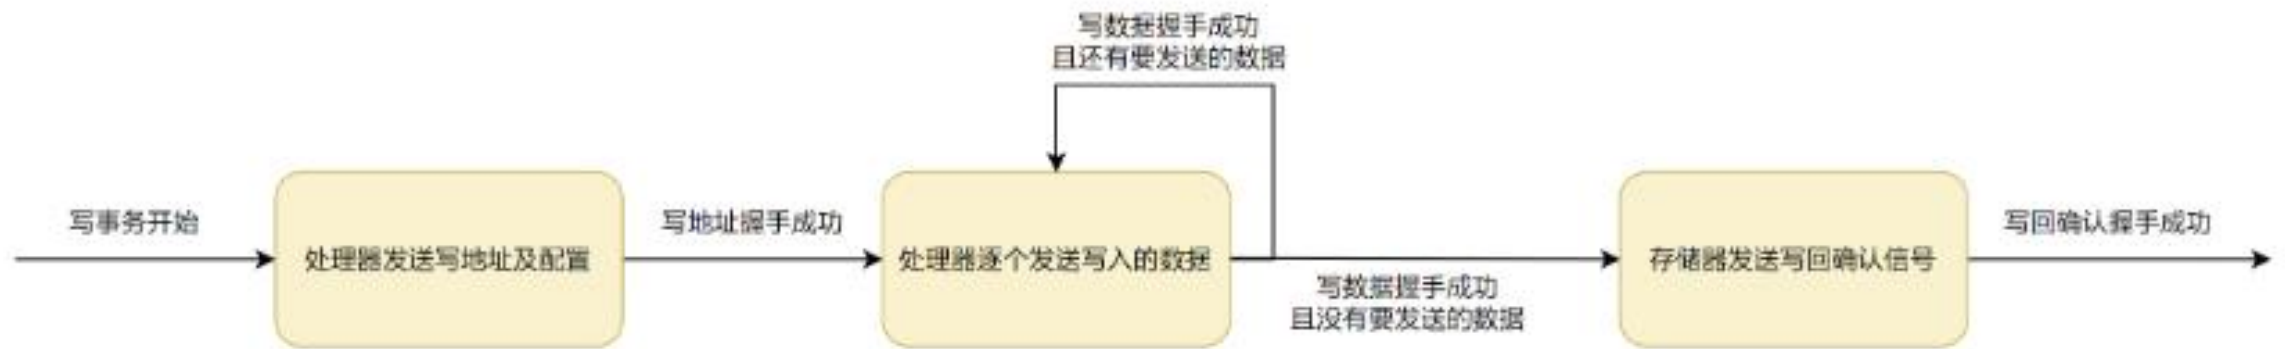 写数据握手成功
且还有要发送的数据
写事务开始
处理器发送写地址及配置
写地址握手成功
处理器逐个发送写入的数据
写数据握手成功
且没有要发送的数据
存储器发送写回确认信号
写回确认握手成功